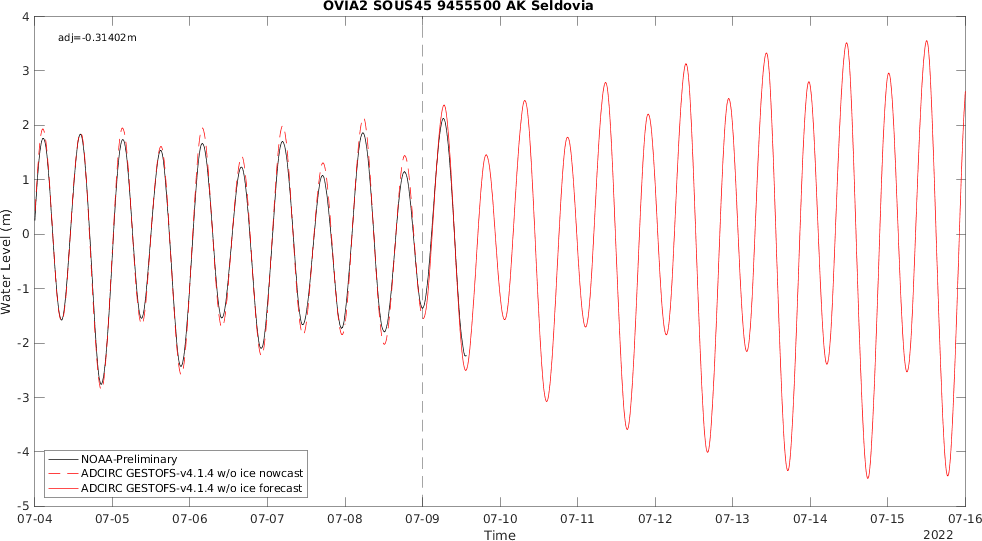 OVIA2 SOUS45 9455500 AK Seldovia
adj=-0.31402m
4
3
2
1
0
-1
-2
-3
-4
-5
Water Level (m)
NOAA-Preliminary
ADCIRC GESTOFS-v4.1.4 w/o ice nowcast
ADCIRC GESTOFS-v4.1.4 w/o ice forecast
07-04 07-05 07-06 07-07 07-08 07-09 07-10 07-11 07-12 07-13 07-14 07-15 07-16
Time
2022